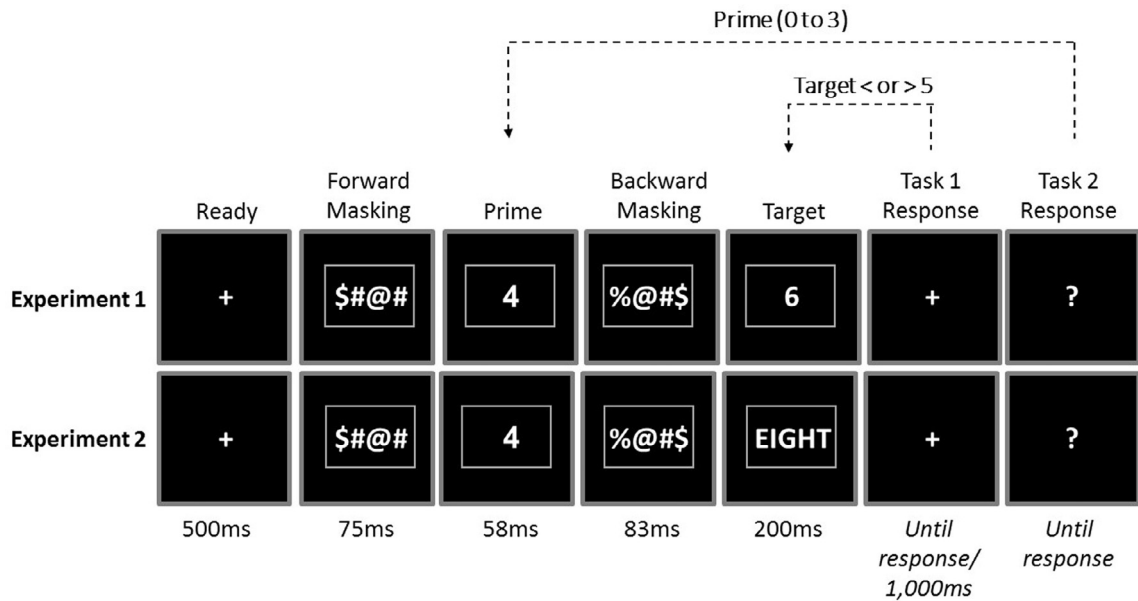 Prime (0 to 3)
Target < or > 5
Ready
Forward
Masking
Prime
Backward
Masking
Target
Task 1
Response
Task 2
Response
Experiment 1
+
$#@#
4
%@#$
6
+
?
Experiment 2
+
$#@#
4
%@#$
EIGHT
+
?
500ms
75ms
58ms
83ms
200ms
Until
response/
1,000ms
Until
response